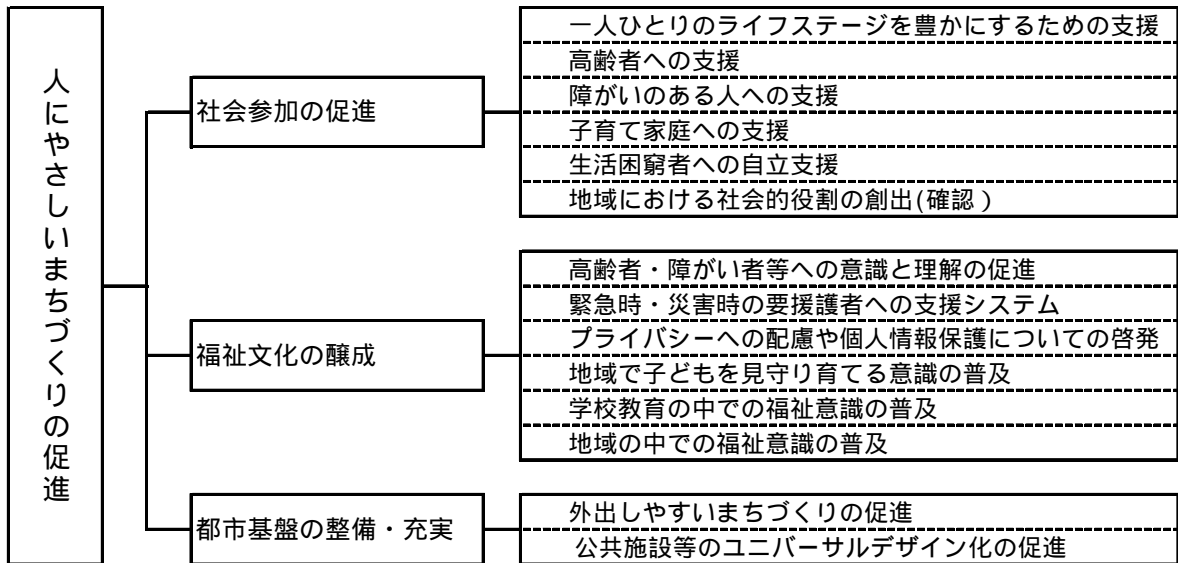 人にやさしいまちづくりの促進
社会参加の促進
一人ひとりのライフステージを豊かにするための支援
高齢者への支援
障がいのある人への支援
子育て家庭への支援
生活困窮者への自立支援
地域における社会的役割の創出(確認)
福祉文化の醸成
高齢者・障がい者等への意識と理解の促進
緊急時・災害時の要援護者への支援システム
プライバシーへの配慮や個人情報保護についての啓発
地域で子どもを見守り育てる意識の普及
学校教育の中での福祉意識の普及
地域の中での福祉意識の普及
都市基盤の整備・充実
外出しやすいまちづくりの促進
公共施設等のユニバーサルデザイン化の促進